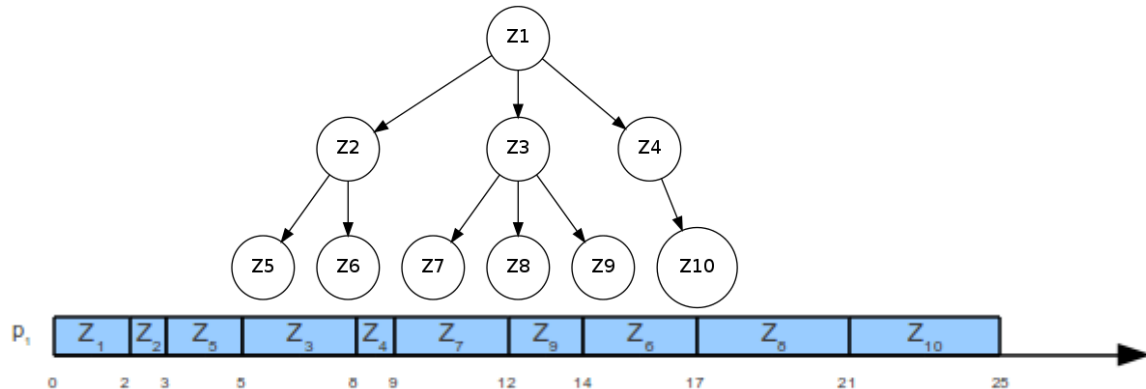 Z1
Z2 Z3 Z4
Z5 Z6 Z7 Z8 Z9 Z10
p₁ Z₁ Z₂ Z₅ Z₃ Z₄ Z₇ Z₉ Z₆ Z₈ Z₁₀
0 2 3 5 8 9 12 14 17 21 25